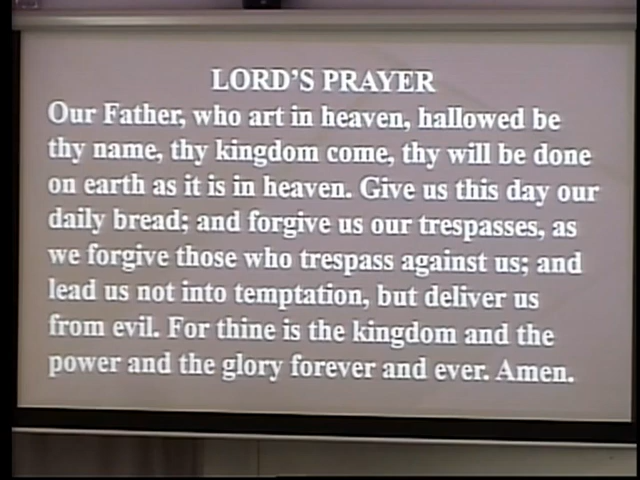 LORD'S PRAYER
Our Father, who art in heaven, hallowed be
thy name, thy kingdom come, thy will be done
on earth as it is in heaven. Give us this day our
daily bread; and forgive us our trespasses, as
we forgive those who trespass against us; and
lead us not into temptation, but deliver us
from evil. For thine is the kingdom and the
power and the glory forever and ever. Amen.